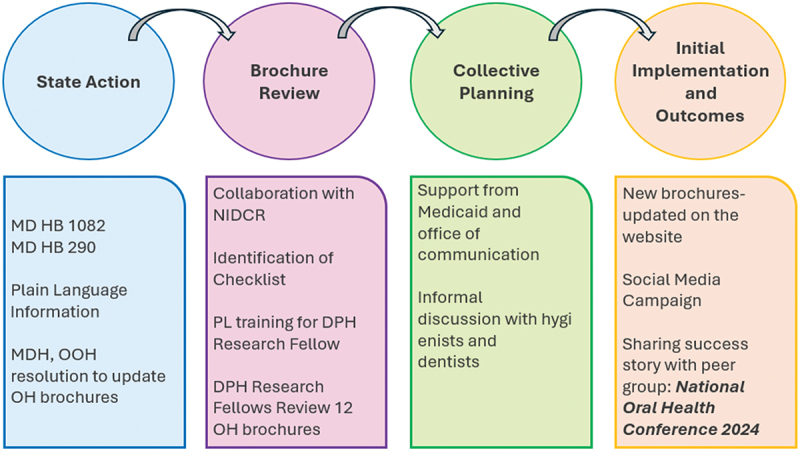 State Action
Brochure
Review
Collective
Planning
Initial
Implementation
and
Outcomes
MD HB 1082
MD HB 290
Plain Language
Information
MDH, OOH
resolution to update
OH brochures
Collaboration with
NIDCR
Identification of
Checklist
PL training for DPH
Research Fellow
DPH Research
Fellows Review 12
OH brochures
Support from
Medicaid and
office of
communication
Informal
discussion with hygi
enists and
dentists
New brochures-
updated on the
website
Social Media
Campaign
Sharing success
story with peer
group: National
Oral Health
Conference 2024